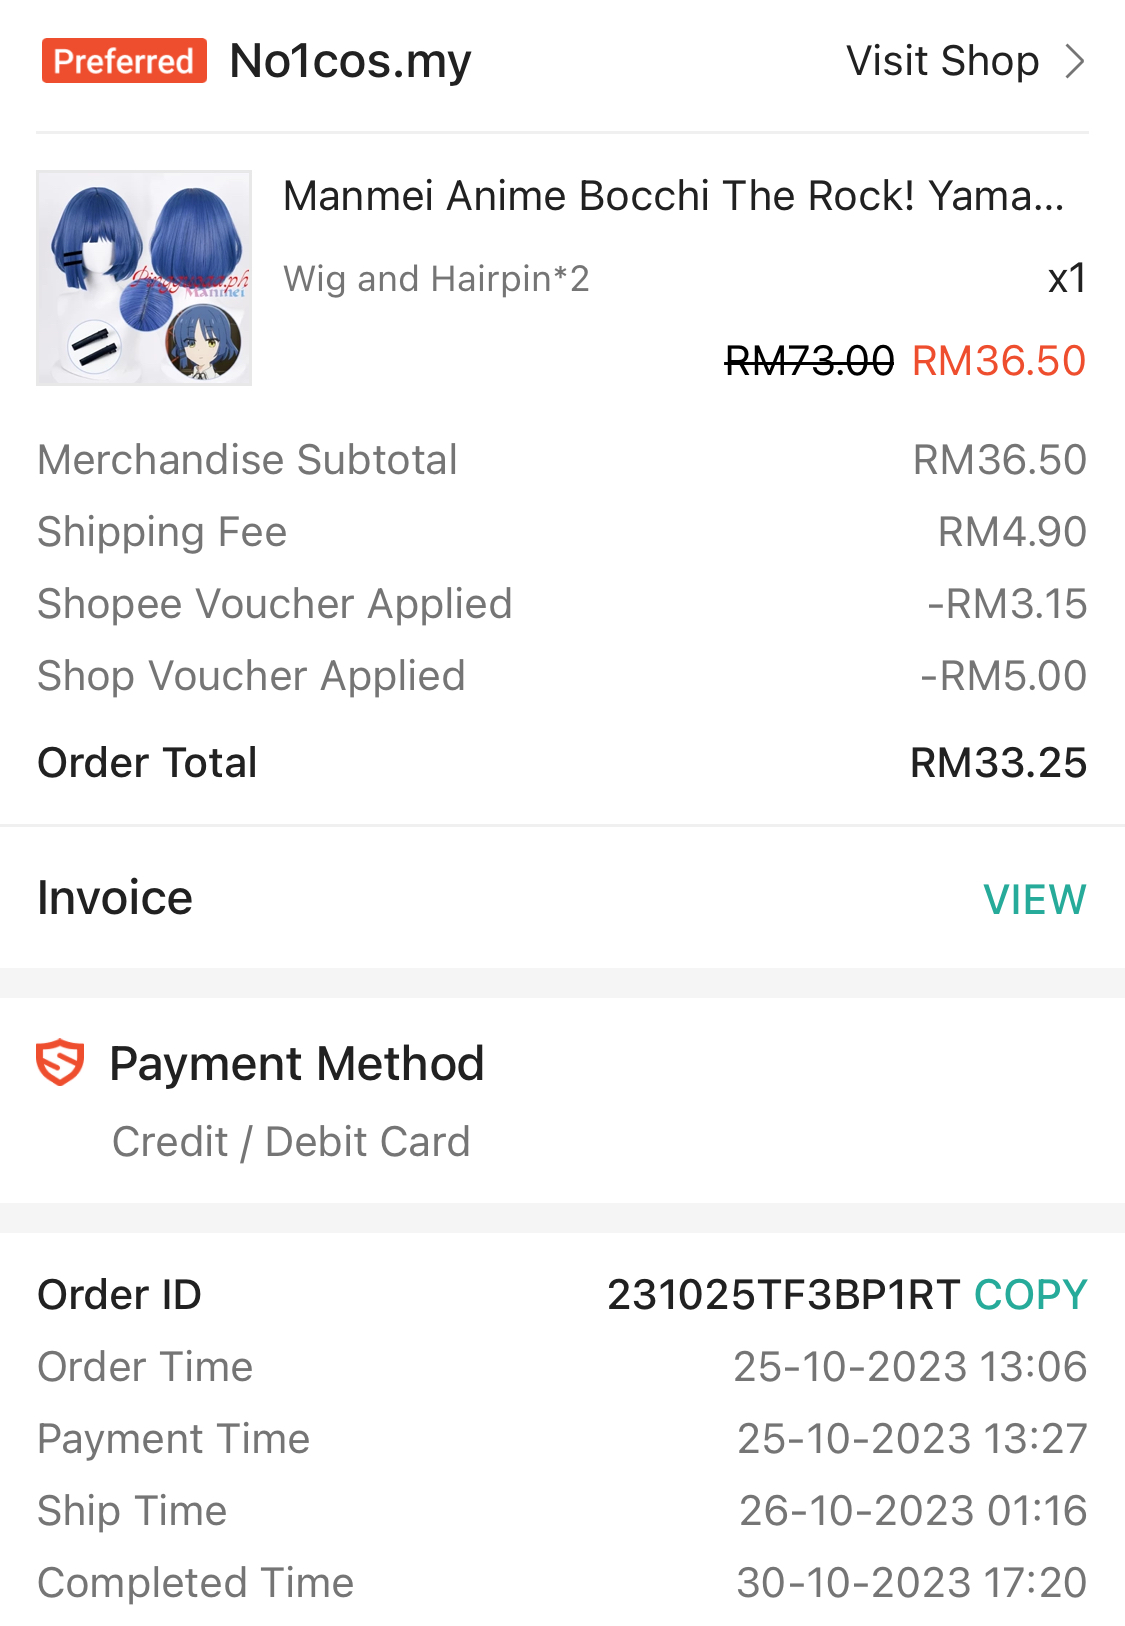 Preferred No1cos.my Visit Shop
Manmei Anime Bocchi The Rock! Yama...
Wig and Hairpin*2 x1
RM73.00 RM36.50
Manmei
Merchandise Subtotal RM36.50
Shipping Fee RM4.90
Shopee Voucher Applied -RM3.15
Shop Voucher Applied -RM5.00
Order Total RM33.25
Invoice VIEW
Payment Method
Credit / Debit Card
Order ID 231025TF3BP1RT COPY
Order Time 25-10-2023 13:06
Payment Time 25-10-2023 13:27
Ship Time 26-10-2023 01:16
Completed Time 30-10-2023 17:20